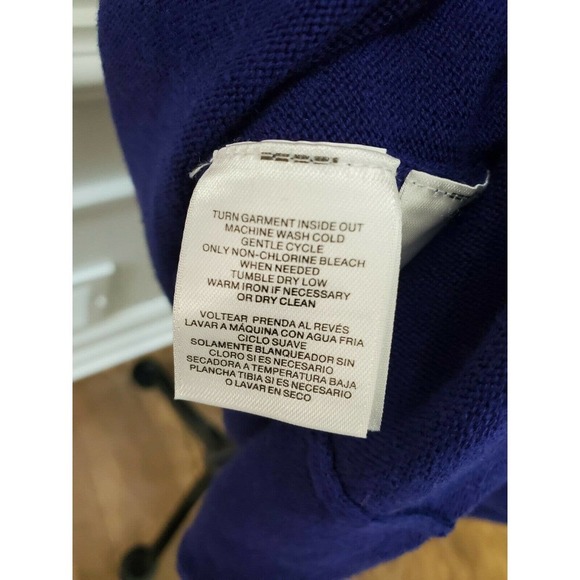 TURN GARMENT INSIDE OUT
MACHINE WASH COLD
GENTLE CYCLE
ONLY NON-CHLORINE BLEACH
WHEN NEEDED
TUMBLE DRY LOW
WARM IRON IF NECESSARY
OR DRY CLEAN
VOLTEAR PRENDA AL REVÉS
LAVAR A MÁQUINA CON AGUA FRIA
CICLO SUAVE
SOLAMENTE BLANQUEADOR SIN
CLORO SI ES NECESARIO
SECADORA A TEMPERATURA BAJA
PLANCHA TIBIA SI ES NECESARIO
O LAVAR EN SECO